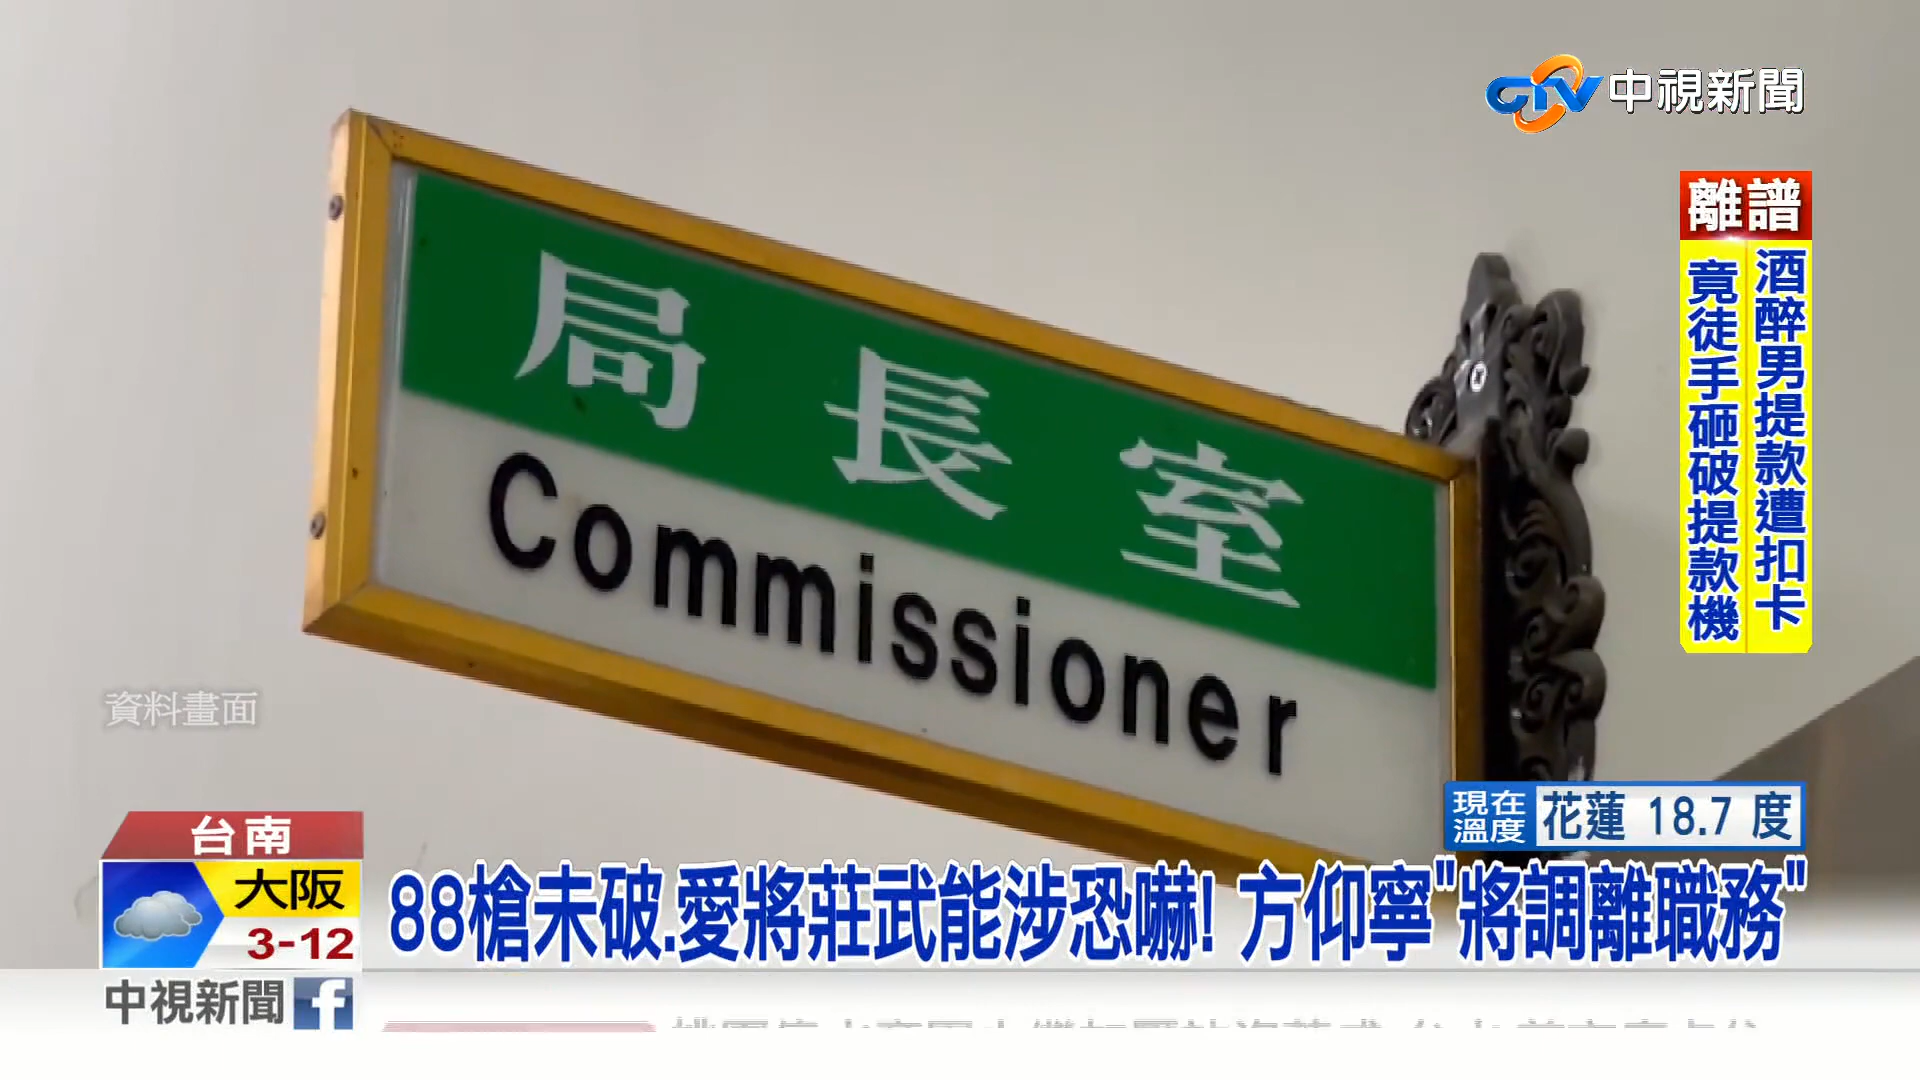 CTV 中視新聞
離譜
酒醉男提款遭扣卡
竟徒手砸破提款機
局長室
Commissioner
資料畫面
現在溫度 花蓮 18.7 度
台南
大阪
3-12
88槍未破.愛將莊武能涉恐嚇! 方仰寧"將調離職務"
中視新聞 f